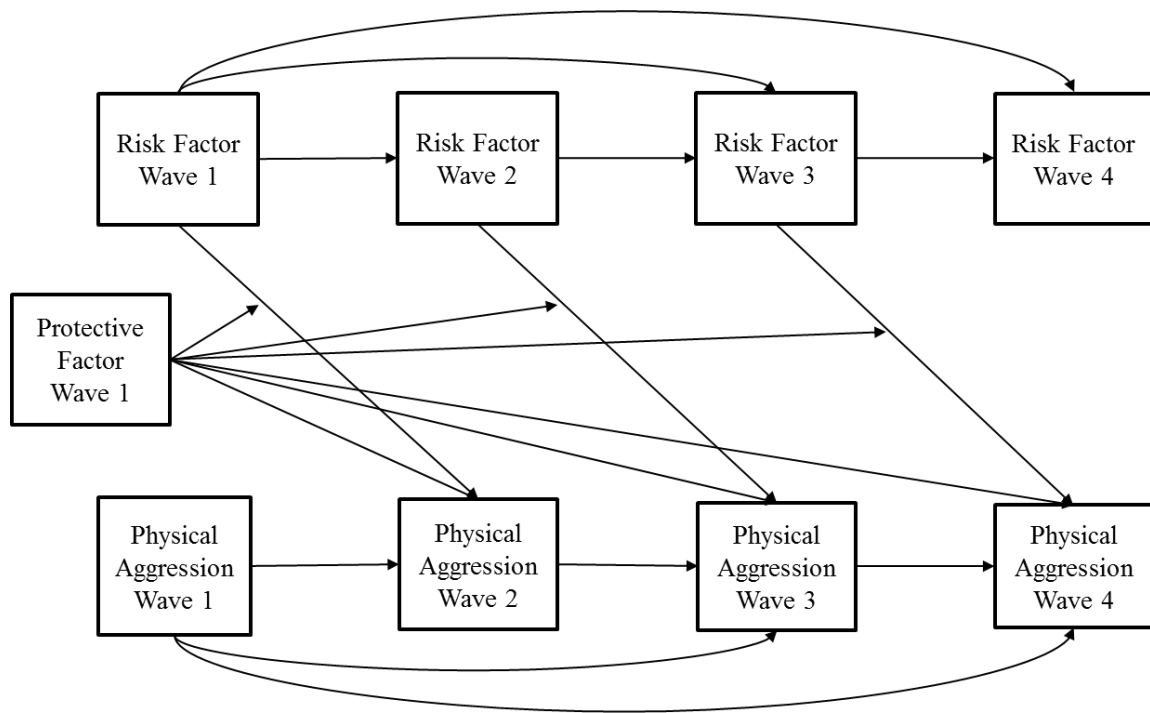 Risk Factor
Wave 1
Risk Factor
Wave 2
Risk Factor
Wave 3
Risk Factor
Wave 4
Protective
Factor
Wave 1
Physical
Aggression
Wave 1
Physical
Aggression
Wave 2
Physical
Aggression
Wave 3
Physical
Aggression
Wave 4